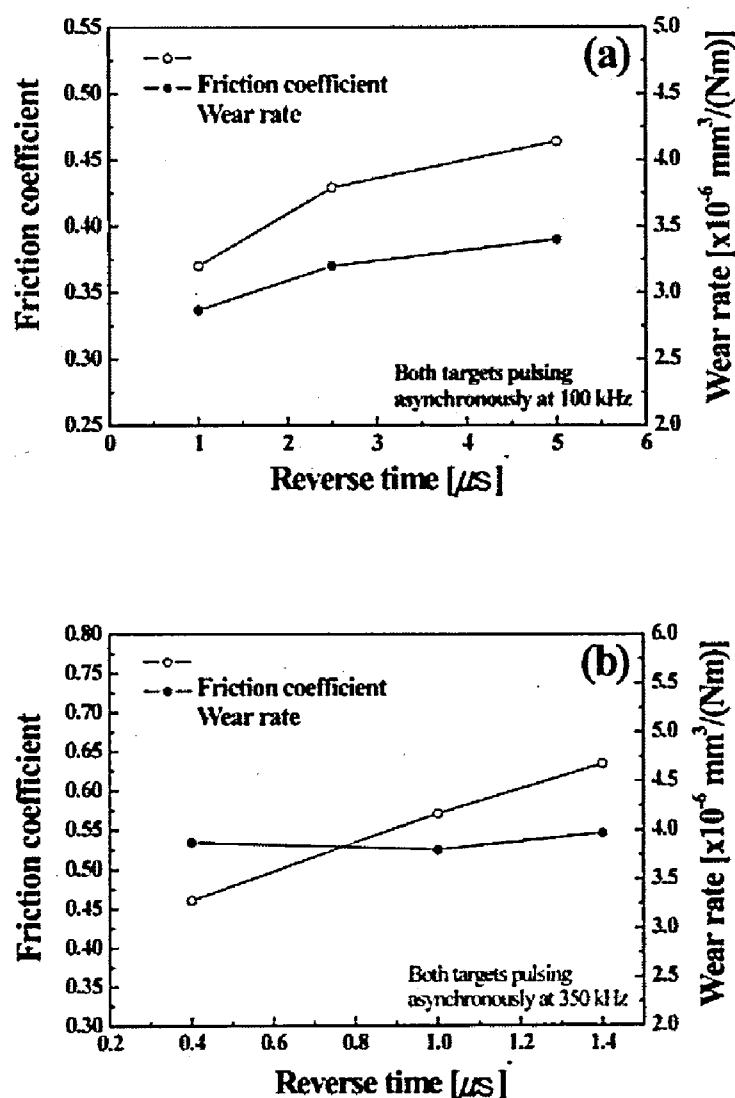 (a)
Friction coefficient
Wear rate
Both targets pulsing
asynchronously at 100 kHz
Friction coefficient
0.55
0.50
0.45
0.40
0.35
0.30
0.25
Wear rate [x10⁻⁶ mm³/(Nm)]
5.0
4.5
4.0
3.5
3.0
2.5
2.0
0 1 2 3 4 5 6
Reverse time [μs]
(b)
Friction coefficient
Wear rate
Both targets pulsing
asynchronously at 350 kHz
Friction coefficient
0.80
0.75
0.70
0.65
0.60
0.55
0.50
0.45
0.40
0.35
0.30
Wear rate [x10⁻⁶ mm³/(Nm)]
6.0
5.5
5.0
4.5
4.0
3.5
3.0
2.5
2.0
0.2 0.4 0.6 0.8 1.0 1.2 1.4
Reverse time [μs]